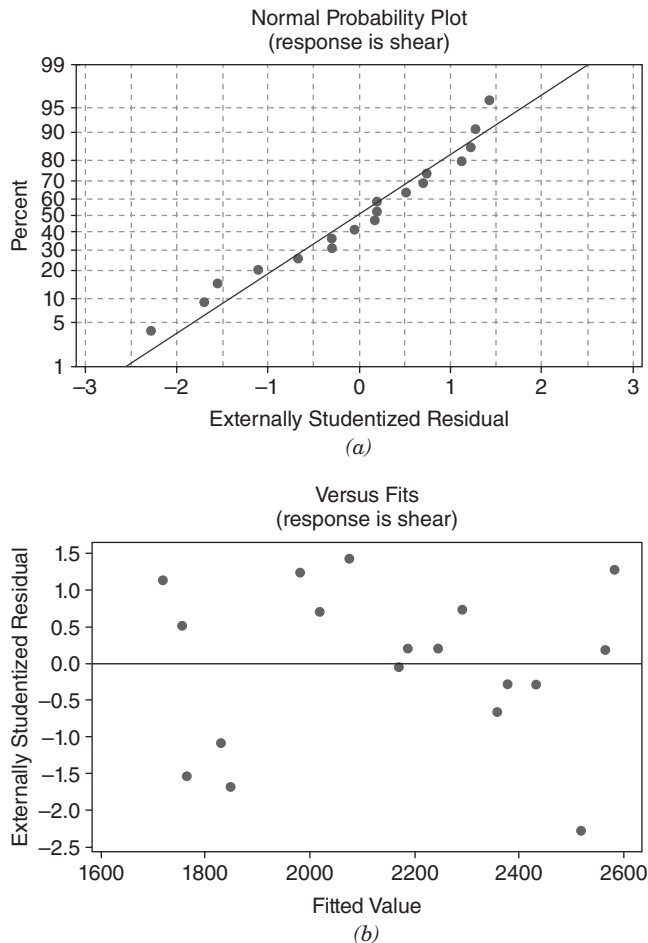 Normal Probability Plot
(response is shear)
99
95
90
80
70
60
50
40
30
20
10
5
1
Percent
−3 −2 −1 0 1 2 3
Externally Studentized Residual
(a)
Versus Fits
(response is shear)
1.5
1.0
0.5
0.0
−0.5
−1.0
−1.5
−2.0
−2.5
Externally Studentized Residual
1600 1800 2000 2200 2400 2600
Fitted Value
(b)